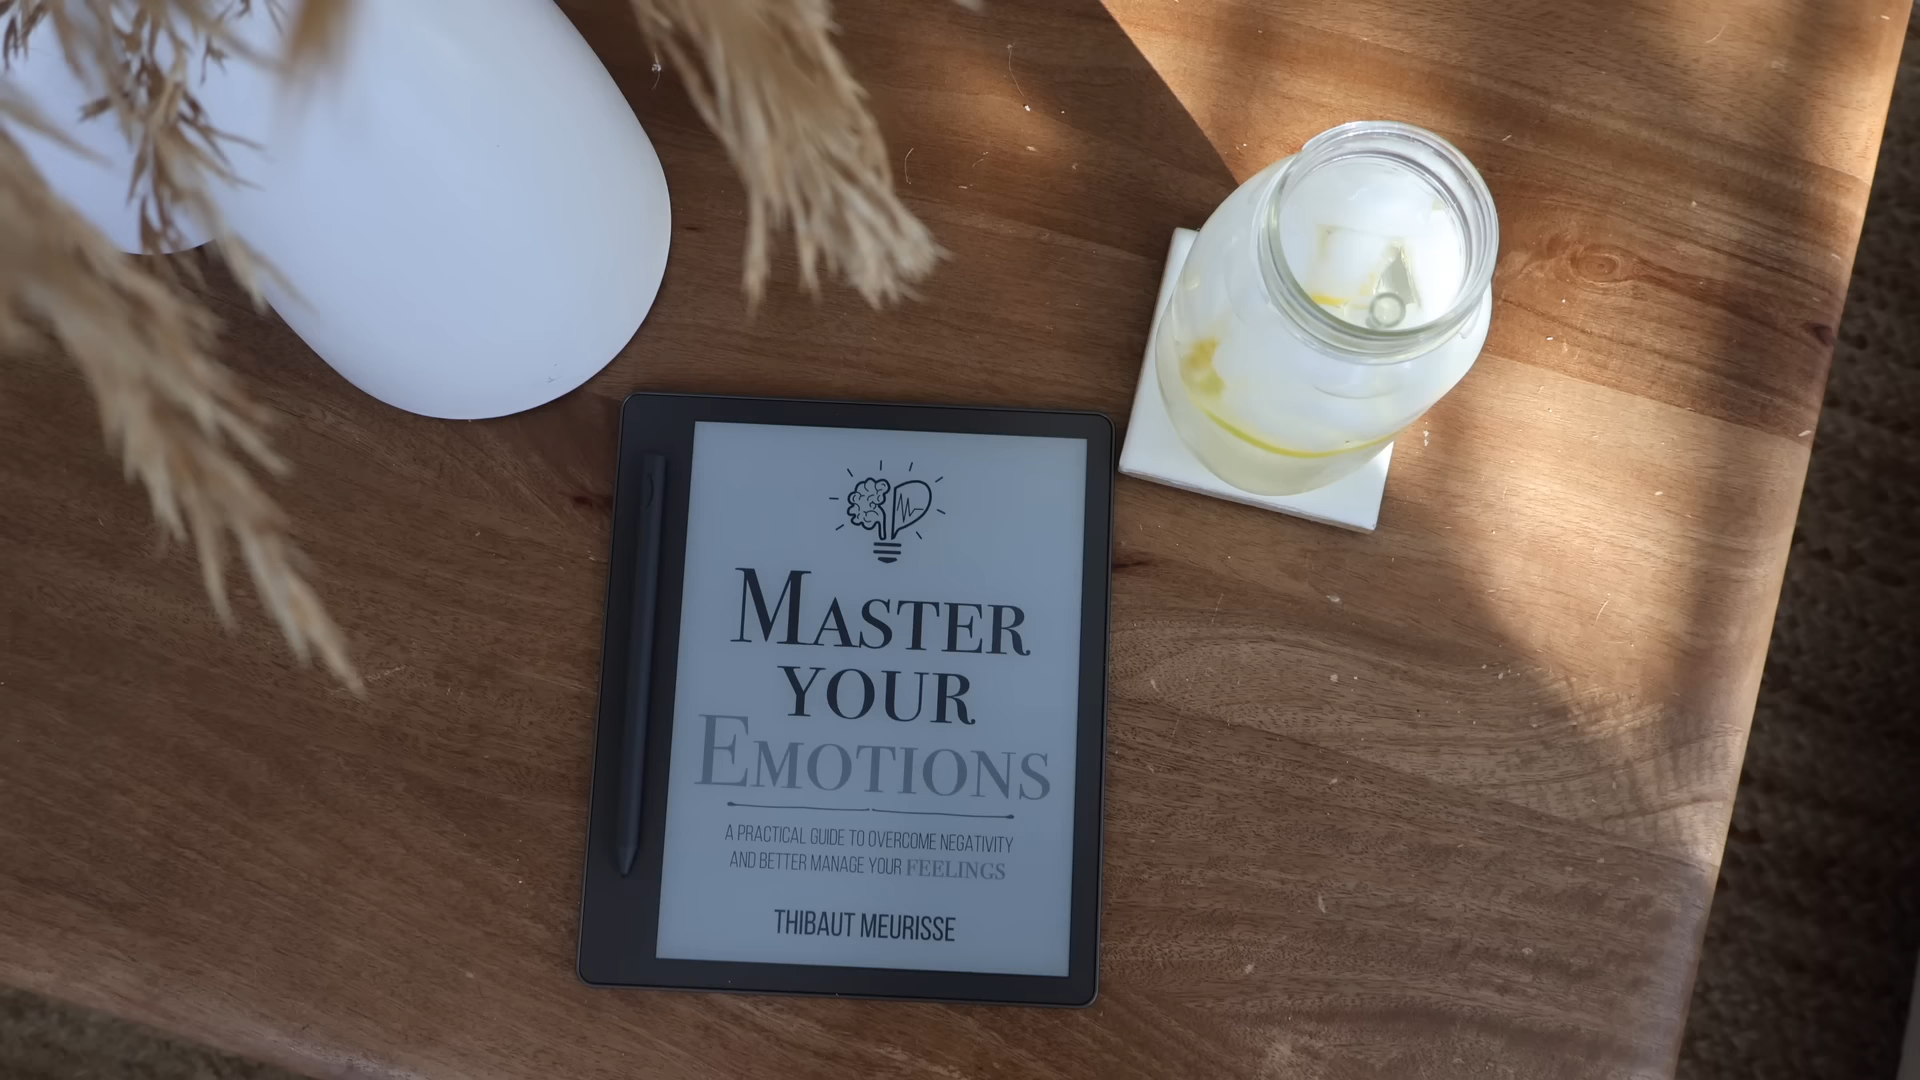 MASTER
YOUR
EMOTIONS
A PRACTICAL GUIDE TO OVERCOME NEGATIVITY
AND BETTER MANAGE YOUR FEELINGS
THIBAUT MEURISSE